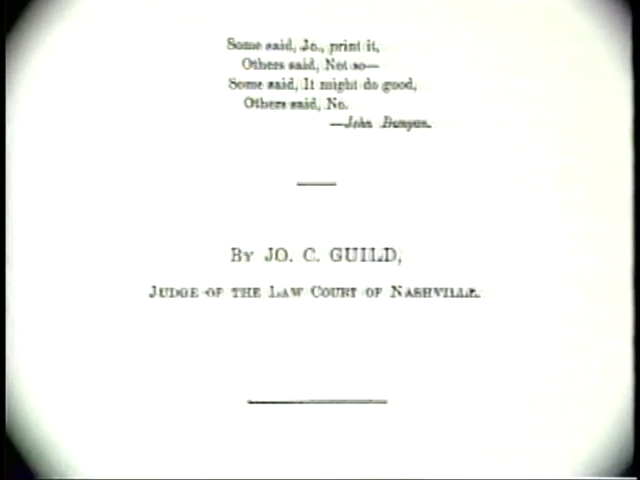 Some said, Jo., print it,
Others said, Not so—
Some said, It might do good,
Others said, No.
—John Bunyan.
By JO. C. GUILD,
Judge of the Law Court of Nashville.